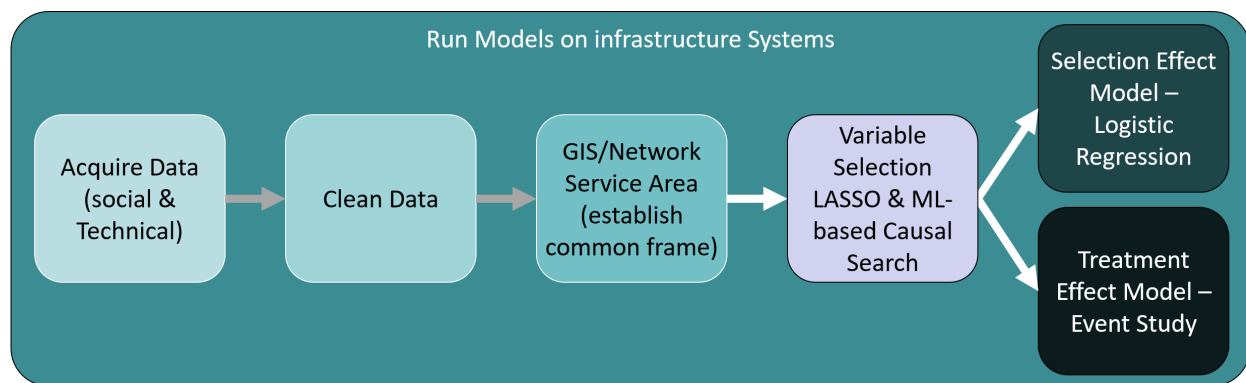 Run Models on infrastructure Systems
Acquire Data
(social &
Technical)
Clean Data
GIS/Network
Service Area
(establish
common frame)
Variable
Selection
LASSO & ML-
based Causal
Search
Selection Effect
Model –
Logistic
Regression
Treatment
Effect Model –
Event Study